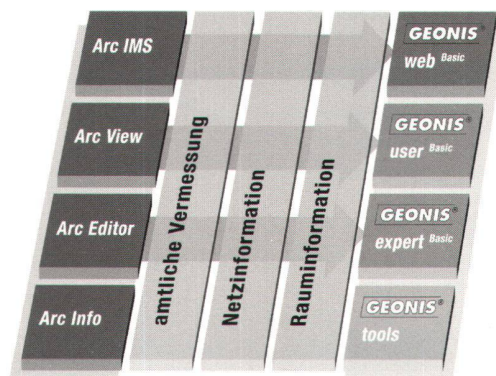 Arc IMS
GEONIS®
web Basic
Arc View
GEONIS®
user Basic
Arc Editor
GEONIS®
expert Basic
Arc Info
GEONIS®
tools
amtliche Vermessung
Netzinformation
Rauminformation